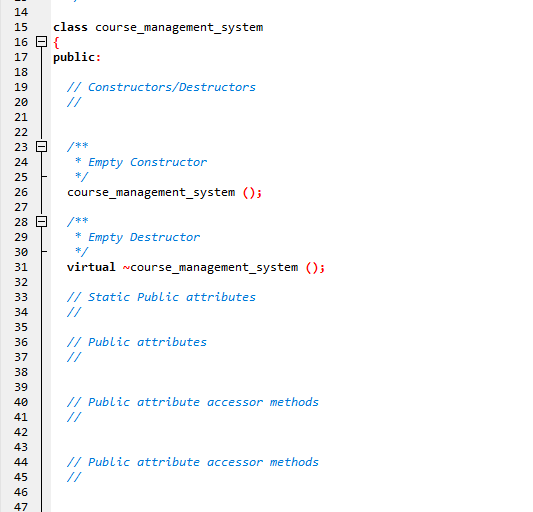 14
15 class course_management_system
16 {
17 public:
18
19 // Constructors/Destructors
20 //
21
22
23 /**
24 * Empty Constructor
25 */
26 course_management_system ();
27
28 /**
29 * Empty Destructor
30 */
31 virtual ~course_management_system ();
32
33 // Static Public attributes
34 //
35
36 // Public attributes
37 //
38
39
40 // Public attribute accessor methods
41 //
42
43
44 // Public attribute accessor methods
45 //
46
47